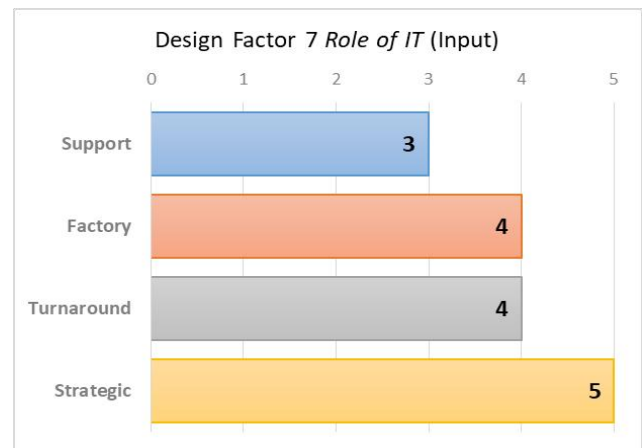 Design Factor 7 Role of IT (Input)
0 1 2 3 4 5
Support 3
Factory 4
Turnaround 4
Strategic 5